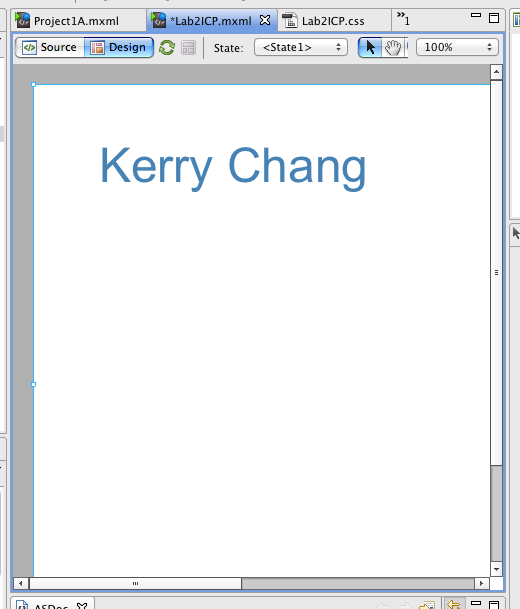 Project1A.mxml *Lab2ICP.mxml Lab2ICP.css »1
Source Design State: <State1> 100%
Kerry Chang
ASDoc